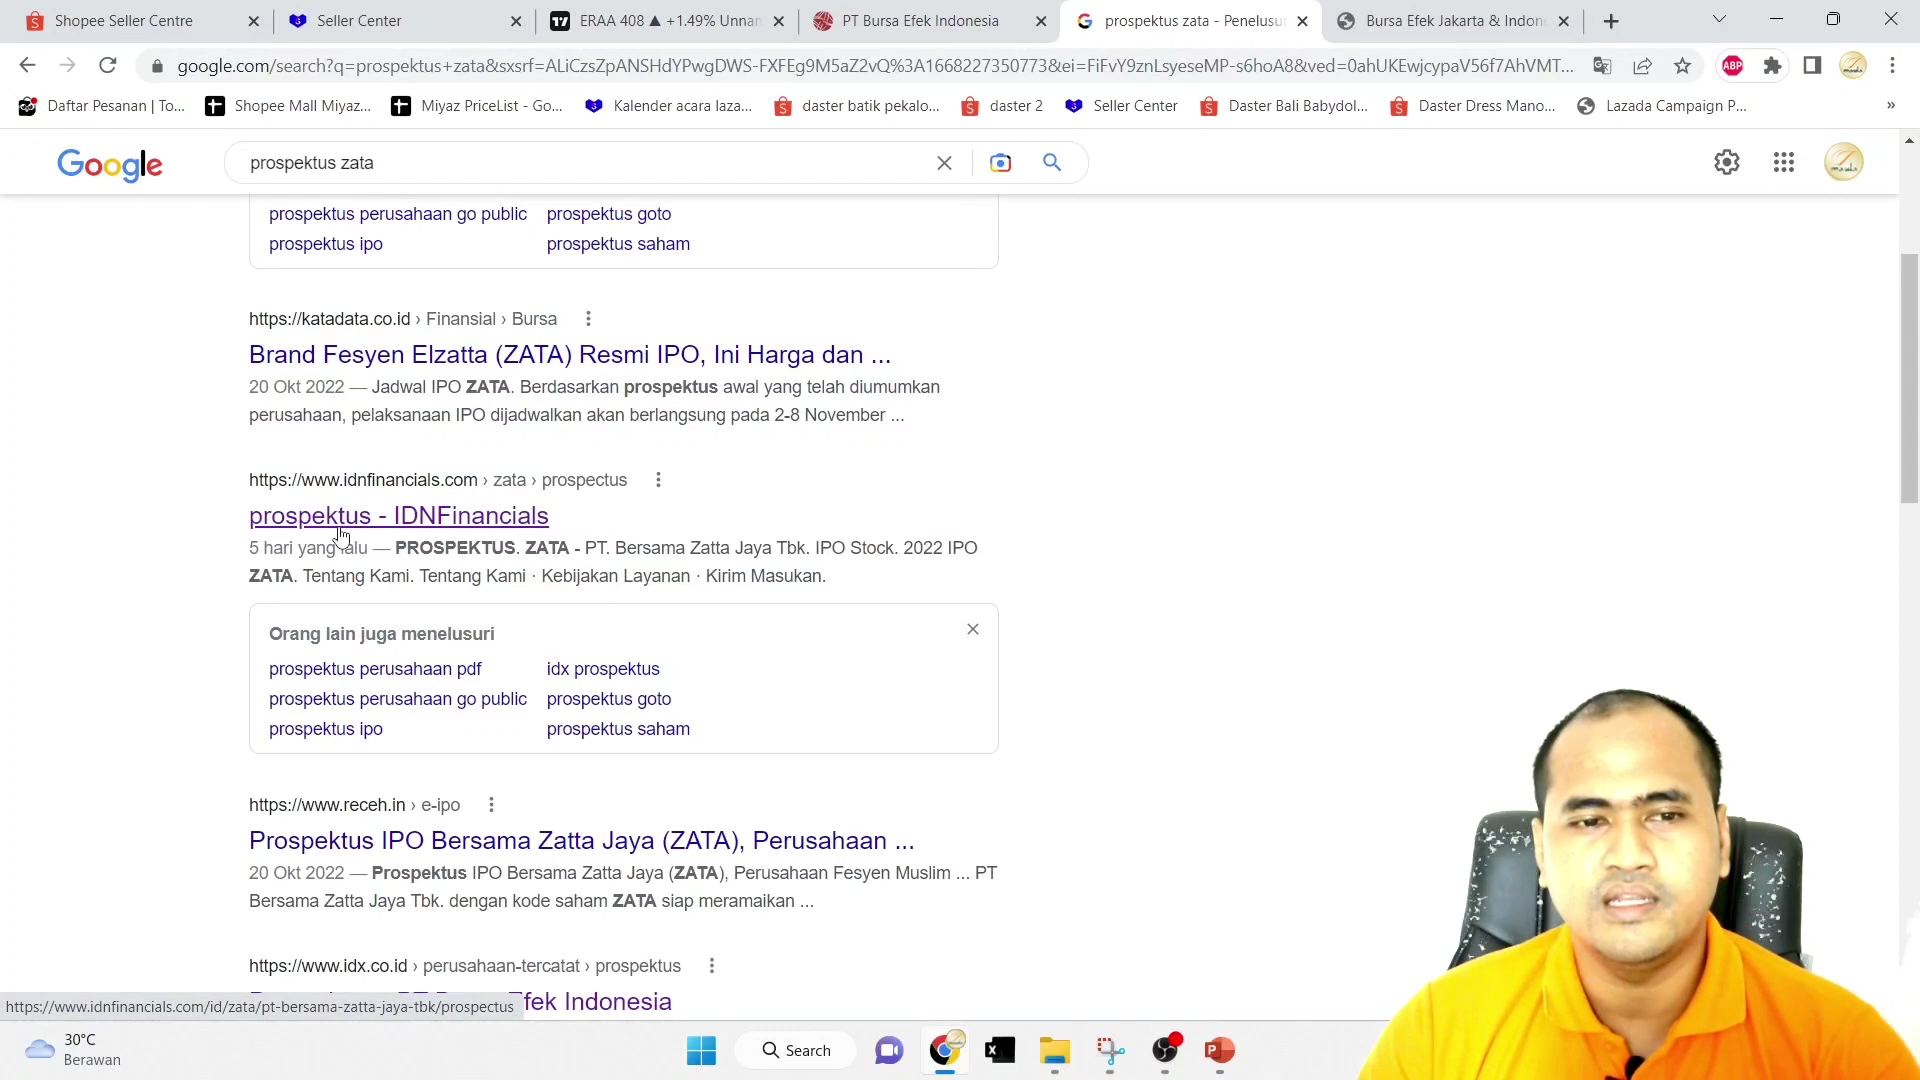 Shopee Seller Centre
Seller Center
ERAA 408 ▲ +1.49% Unnan
PT Bursa Efek Indonesia
prospektus zata - Penelusu
Bursa Efek Jakarta & Indon
google.com/search?q=prospektus+zata&sxsrf=ALiCzsZpANSHdYPwgDWS-FXFEg9M5aZ2vQ%3A1668227350773&ei=FiFvY9znLsyeseMP-s6hoA8&ved=0ahUKEwjcypaV56f7AhVMT...
ABP
Daftar Pesanan | To...
Shopee Mall Miyaz...
Miyaz PriceList - Go...
Kalender acara laza...
daster batik pekalo...
daster 2
Seller Center
Daster Bali Babydol...
Daster Dress Mano...
Lazada Campaign P...
»
Google
prospektus zata
prospektus perusahaan go public prospektus goto
prospektus ipo prospektus saham
https://katadata.co.id › Finansial › Bursa
Brand Fesyen Elzatta (ZATA) Resmi IPO, Ini Harga dan ...
20 Okt 2022 — Jadwal IPO ZATA. Berdasarkan prospektus awal yang telah diumumkan
perusahaan, pelaksanaan IPO dijadwalkan akan berlangsung pada 2-8 November ...
https://www.idnfinancials.com › zata › prospectus
prospektus - IDNFinancials
5 hari yang lalu — PROSPEKTUS. ZATA - PT. Bersama Zatta Jaya Tbk. IPO Stock. 2022 IPO
ZATA. Tentang Kami. Tentang Kami · Kebijakan Layanan · Kirim Masukan.
Orang lain juga menelusuri
prospektus perusahaan pdf idx prospektus
prospektus perusahaan go public prospektus goto
prospektus ipo prospektus saham
https://www.receh.in › e-ipo
Prospektus IPO Bersama Zatta Jaya (ZATA), Perusahaan ...
20 Okt 2022 — Prospektus IPO Bersama Zatta Jaya (ZATA), Perusahaan Fesyen Muslim ... PT
Bersama Zatta Jaya Tbk. dengan kode saham ZATA siap meramaikan ...
https://www.idx.co.id › perusahaan-tercatat › prospektus
Efek Indonesia
https://www.idnfinancials.com/id/zata/pt-bersama-zatta-jaya-tbk/prospectus
30°C
Berawan
Search